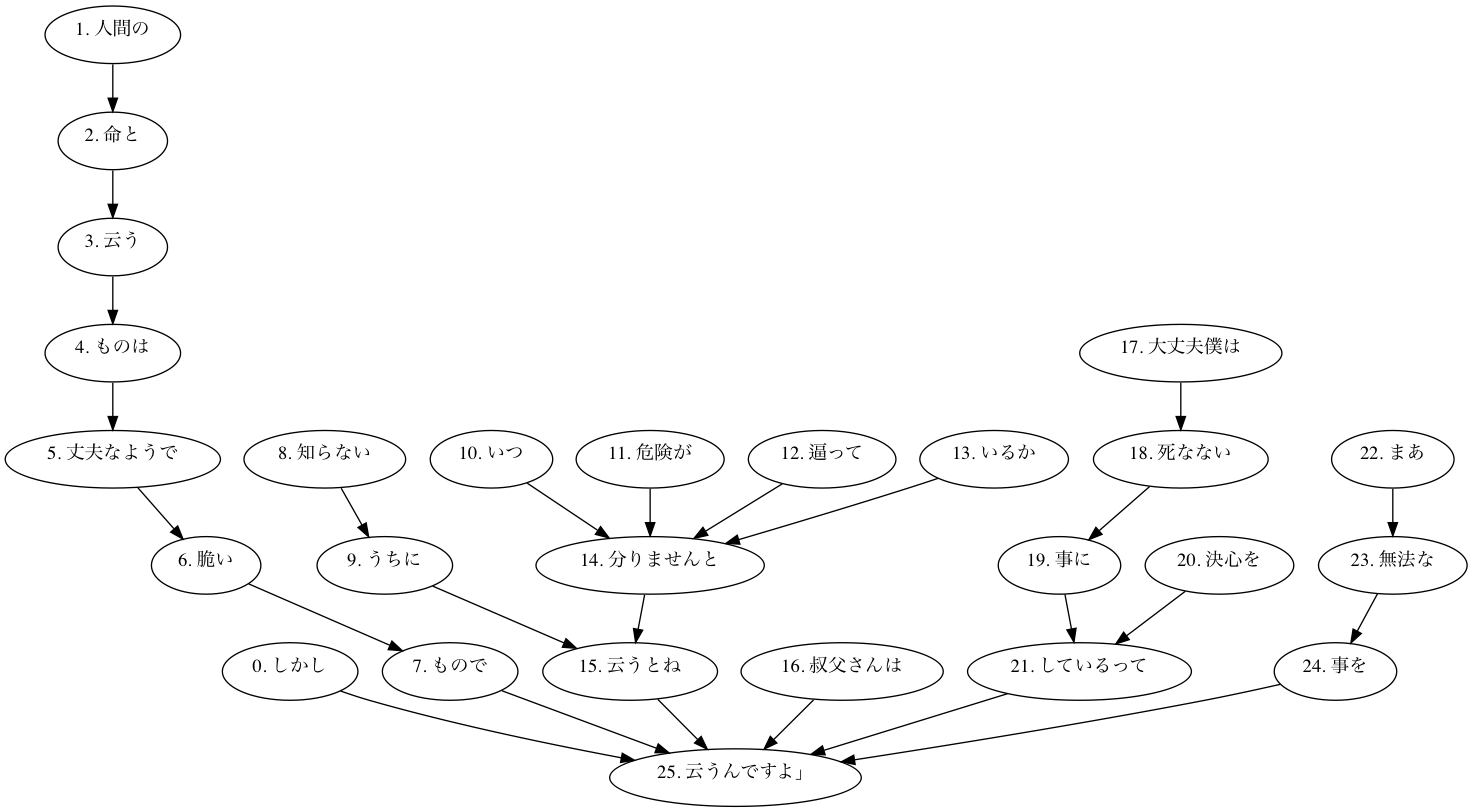 1. 人間の
2. 命と
3. 云う
4. ものは
17. 大丈夫僕は
5. 丈夫なようで
8. 知らない
10. いつ
11. 危険が
12. 逼って
13. いるか
18. 死なない
22. まあ
6. 脆い
9. うちに
14. 分りませんと
19. 事に
20. 決心を
23. 無法な
0. しかし
7. もので
15. 云うとね
16. 叔父さんは
21. しているって
24. 事を
25. 云うんですよ」